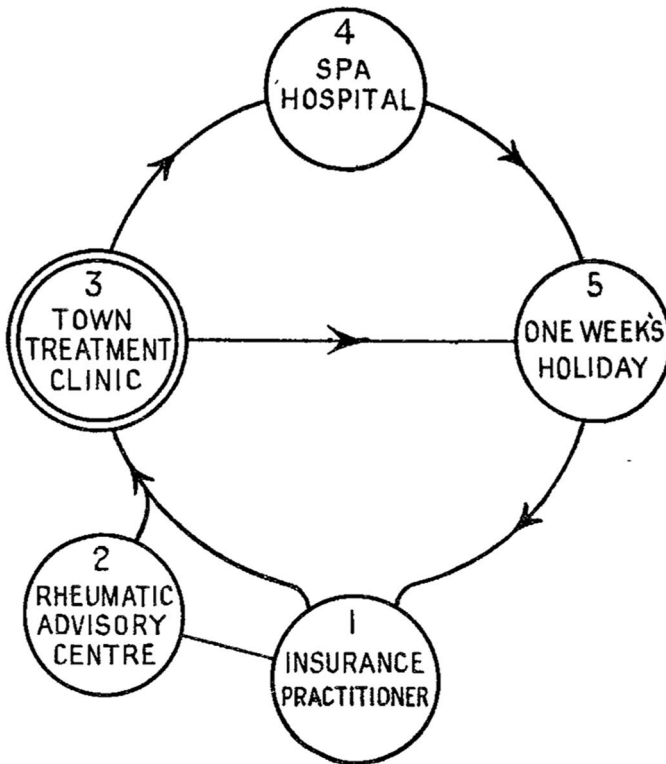 4
SPA
HOSPITAL
3
TOWN
TREATMENT
CLINIC
5
ONE WEEK'S
HOLIDAY
2
RHEUMATIC
ADVISORY
CENTRE
1
INSURANCE
PRACTITIONER